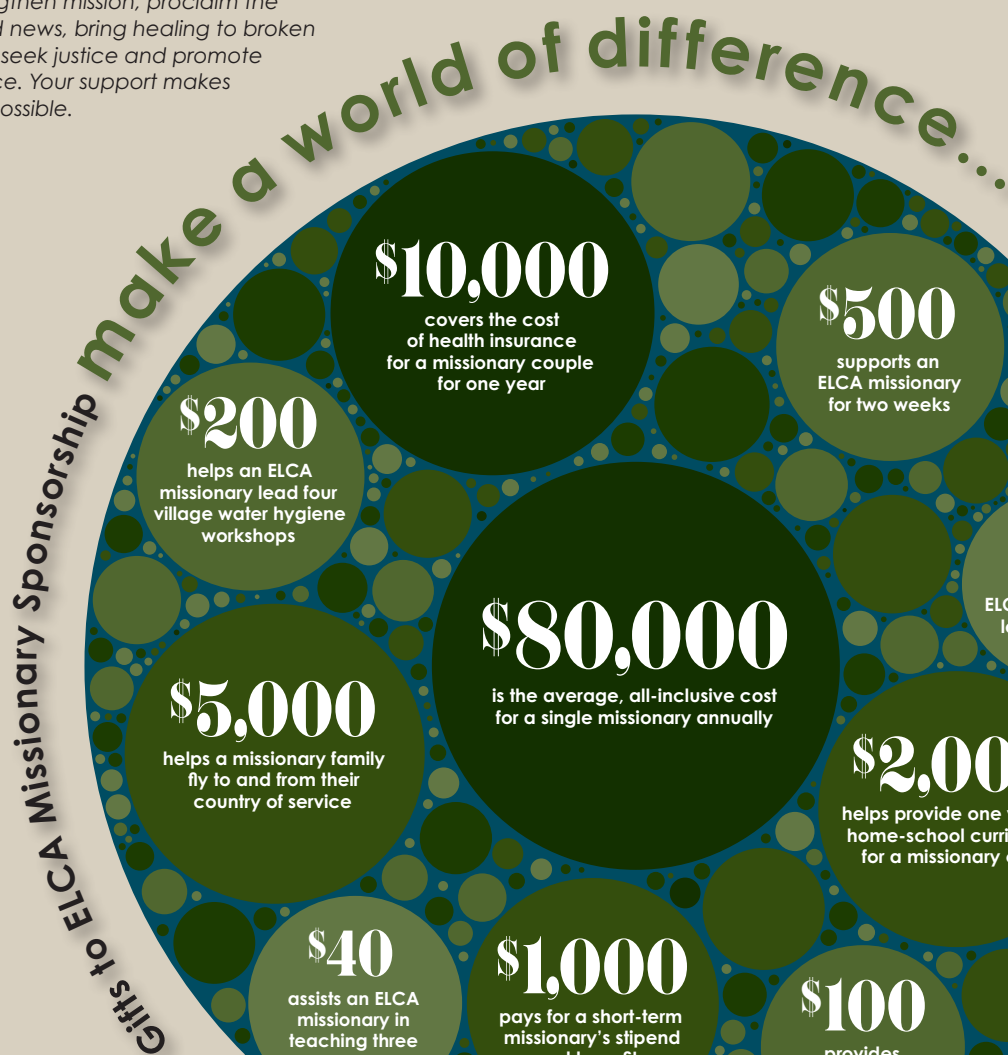 mission, proclaim the
news, bring healing to broken
seek justice and promote
Your support makes
Gifts to ELCA Missionary Sponsorship make a world of difference...
$10,000
covers the cost
of health insurance
for a missionary couple
for one year
$500
supports an
ELCA missionary
for two weeks
$200
helps an ELCA
missionary lead four
village water hygiene
workshops
$80,000
is the average, all-inclusive cost
for a single missionary annually
$5,000
helps a missionary family
fly to and from their
country of service
helps provide one
home-school
for a missionary
$40
assists an ELCA
missionary in
teaching three
$1,000
pays for a short-term
missionary's stipend
$100
provides